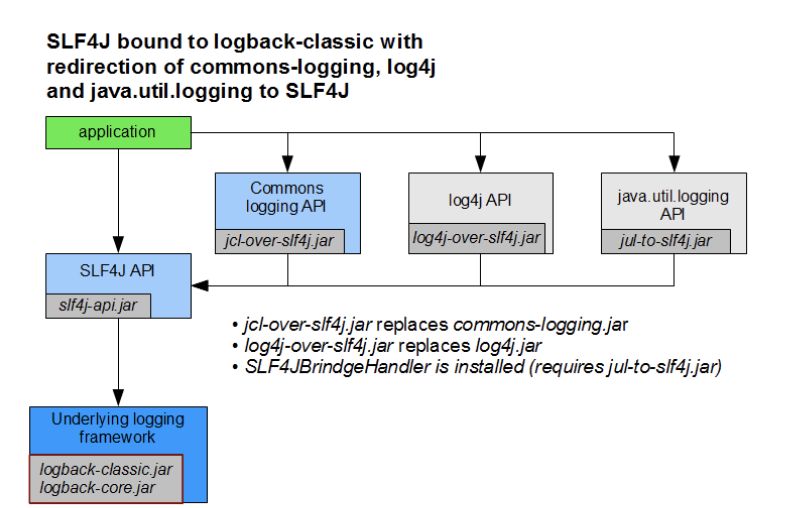 SLF4J bound to logback-classic with
redirection of commons-logging, log4j
and java.util.logging to SLF4J
application
Commons
logging API
jcl-over-slf4j.jar
log4j API
log4j-over-slf4j.jar
java.util.logging
API
jul-to-slf4j.jar
SLF4J API
slf4j-api.jar
• jcl-over-slf4j.jar replaces commons-logging.jar
• log4j-over-slf4j.jar replaces log4j.jar
• SLF4JBrindgeHandler is installed (requires jul-to-slf4j.jar)
Underlying logging
framework
logback-classic.jar
logback-core.jar